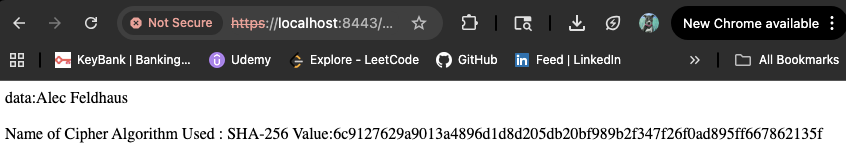 Not Secure https://localhost:8443/... New Chrome available
KeyBank | Banking... Udemy Explore - LeetCode GitHub Feed | LinkedIn » All Bookmarks
data:Alec Feldhaus
Name of Cipher Algorithm Used : SHA-256 Value:6c9127629a9013a4896d1d8d205db20bf989b2f347f26f0ad895ff667862135f